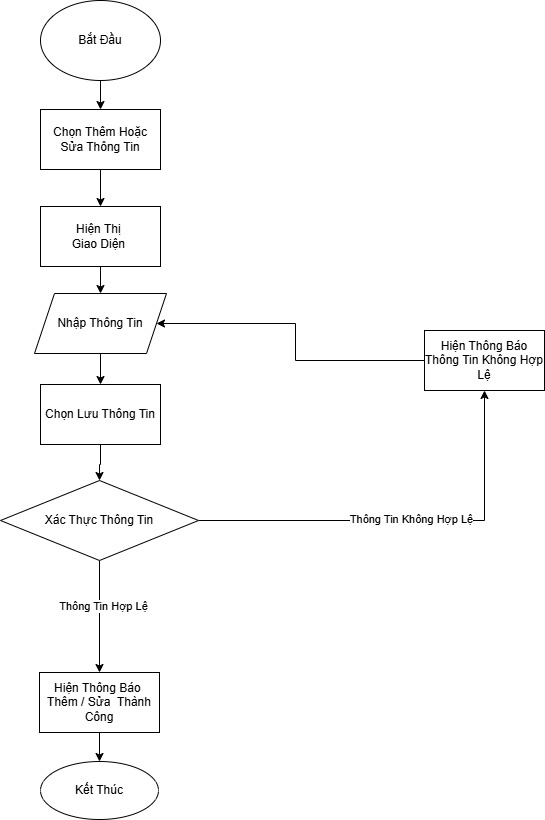 Bắt Đầu
Chọn Thêm Hoặc
Sửa Thông Tin
Hiện Thị
Giao Diện
Nhập Thông Tin
Hiện Thông Báo
Thông Tin Không Hợp
Lệ
Chọn Lưu Thông Tin
Xác Thực Thông Tin
Thông Tin Không Hợp Lệ
Thông Tin Hợp Lệ
Hiện Thông Báo
Thêm / Sửa Thành
Công
Kết Thúc